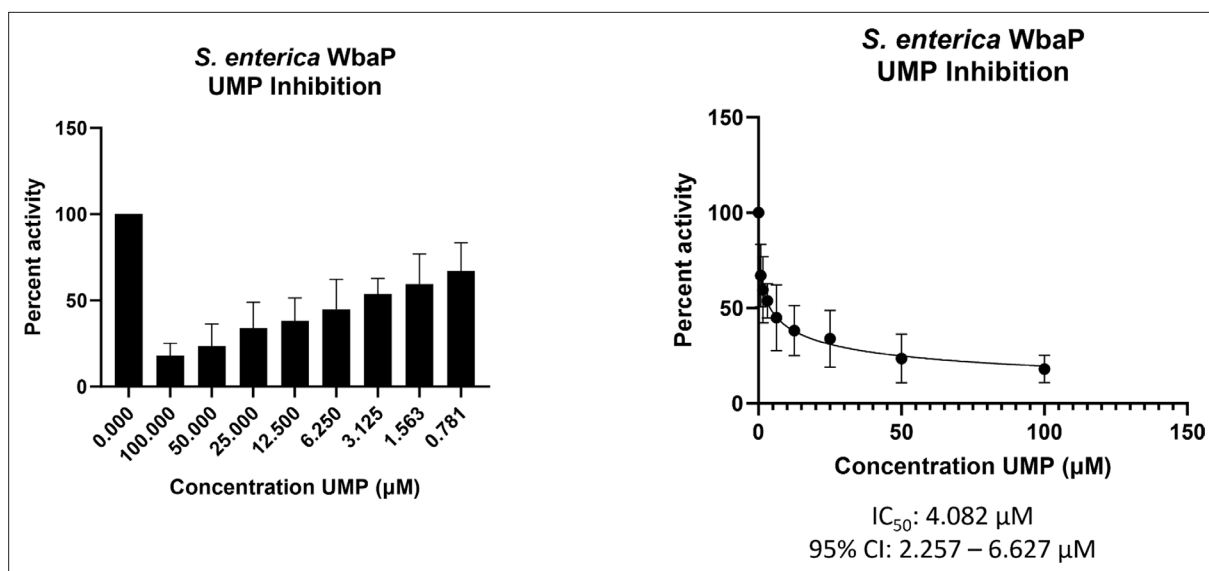 S. enterica WbaP
UMP Inhibition
Percent activity
150
100
50
0
0.000
100.000
50.000
25.000
12.500
6.250
3.125
1.563
0.781
Concentration UMP (µM)
S. enterica WbaP
UMP Inhibition
Percent activity
150
100
50
0
0
50
100
150
Concentration UMP (µM)
IC₅₀: 4.082 µM
95% CI: 2.257 – 6.627 µM